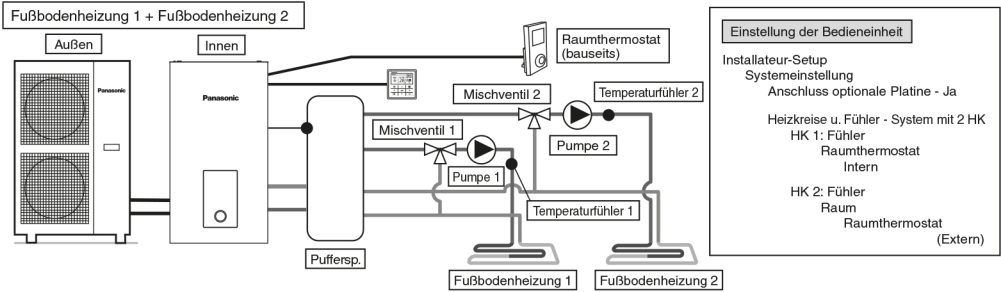 Fußbodenheizung 1 + Fußbodenheizung 2
Außen
Innen
Panasonic
Panasonic
Raumthermostat
(bauseits)
Mischventil 2
Temperaturfühler 2
Mischventil 1
Pumpe 2
Pumpe 1
Temperaturfühler 1
Puffersp.
Fußbodenheizung 1
Fußbodenheizung 2
Einstellung der Bedieneinheit
Installateur-Setup
Systemeinstellung
Anschluss optionale Platine - Ja
Heizkreise u. Fühler - System mit 2 HK
HK 1: Fühler
Raumthermostat
Intern
HK 2: Fühler
Raum
Raumthermostat
(Extern)